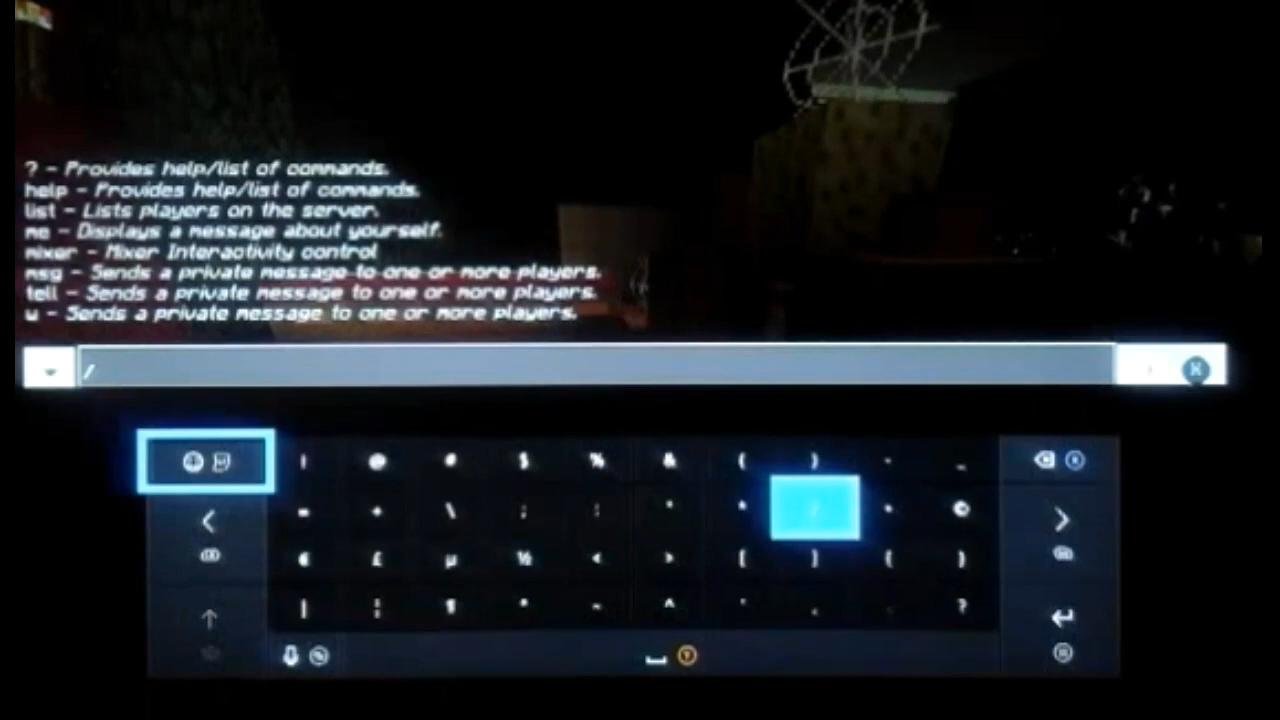 ? - Provides help/list of commands.
help - Provides help/list of commands.
list - Lists players on the server.
me - Displays a message about yourself.
mixer - Mixer Interactivity control
msg - Sends a private message to one or more players.
tell - Sends a private message to one or more players.
w - Sends a private message to one or more players.
/
@ # $ % & ( ) - _
= + \ ; : " * /
€ £ µ ½ < > [ ] { }
| ¦ ¶ ~ ^ ?